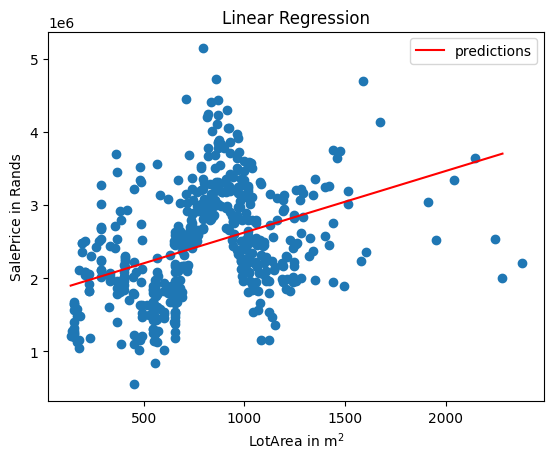 Linear Regression
1e6
predictions
5
4
3
2
1
SalePrice in Rands
500
1000
1500
2000
LotArea in m²